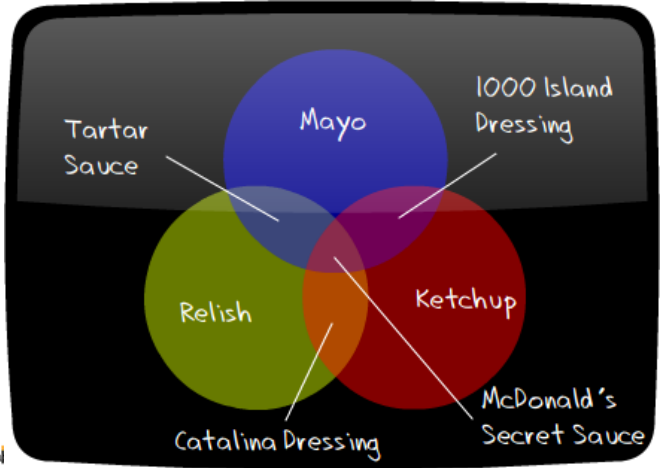 1000 Island
Dressing
Mayo
Tartar
Sauce
Ketchup
Relish
McDonald's
Secret Sauce
Catalina Dressing